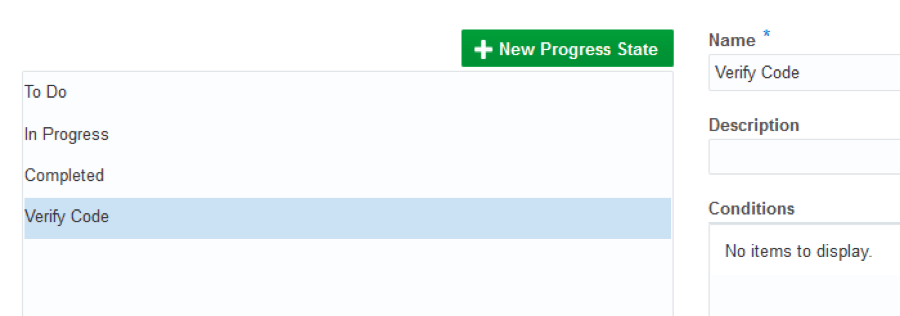 + New Progress State
To Do
In Progress
Completed
Verify Code
Name *
Verify Code
Description
Conditions
No items to display.